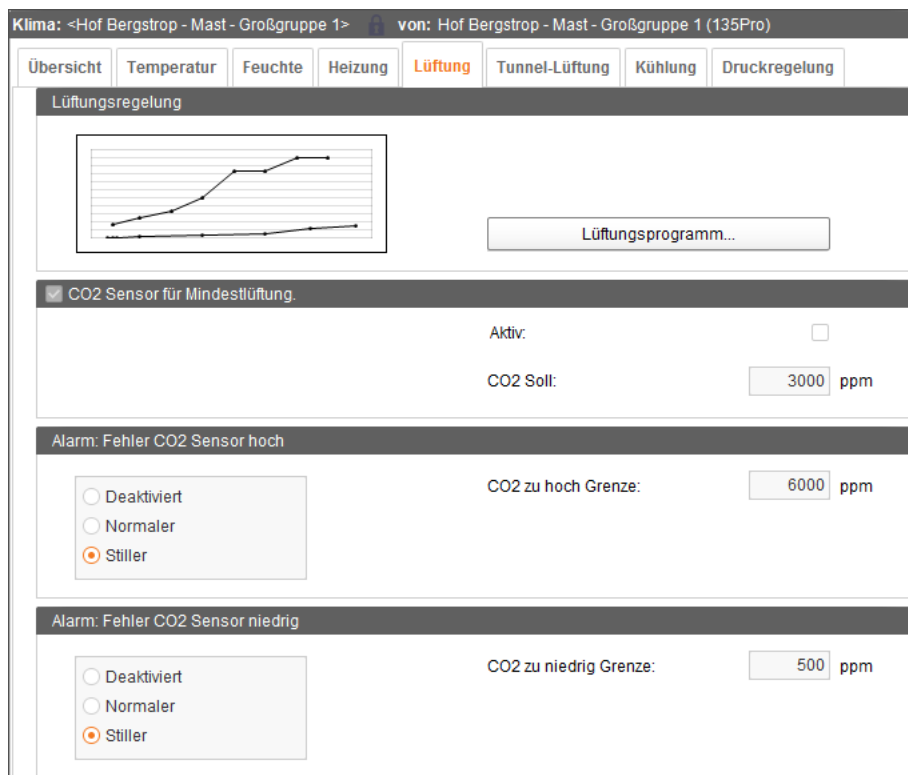 Klima: <Hof Bergstrop - Mast - Großgruppe 1> von: Hof Bergstrop - Mast - Großgruppe 1 (135Pro)
Übersicht Temperatur Feuchte Heizung Lüftung Tunnel-Lüftung Kühlung Druckregelung
Lüftungsregelung
Lüftungsprogramm...
CO2 Sensor für Mindestlüftung.
Aktiv:
CO2 Soll: 3000 ppm
Alarm: Fehler CO2 Sensor hoch
CO2 zu hoch Grenze: 6000 ppm
Deaktiviert
Normaler
Stiller
Alarm: Fehler CO2 Sensor niedrig
CO2 zu niedrig Grenze: 500 ppm
Deaktiviert
Normaler
Stiller